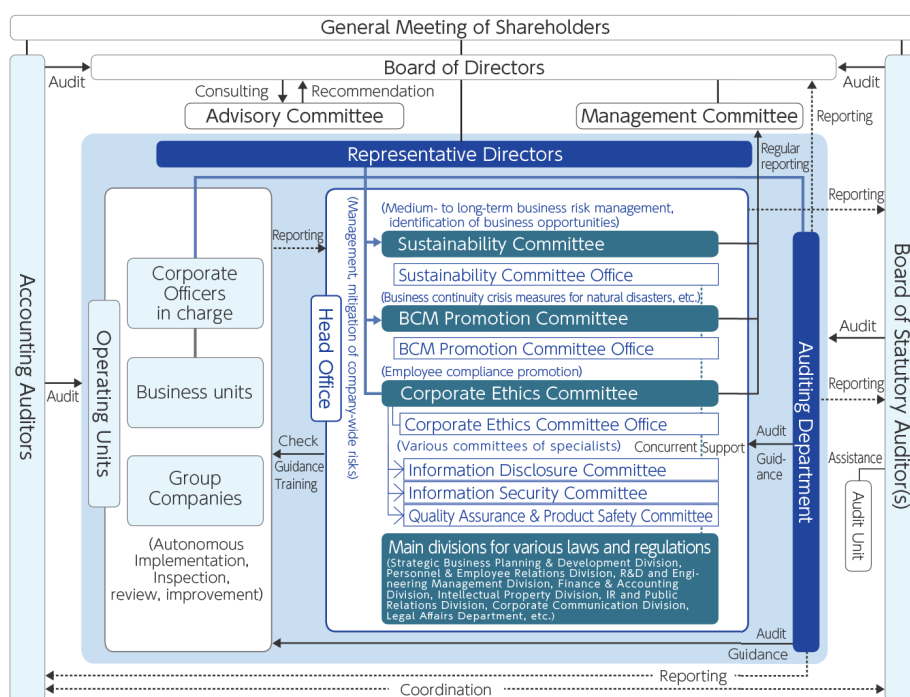 General Meeting of Shareholders
Board of Directors
Audit
Audit
Consulting
Recommendation
Advisory Committee
Management Committee
Reporting
Representative Directors
Regular
reporting
Reporting
(Medium- to long-term business risk management,
identification of business opportunities)
Sustainability Committee
Sustainability Committee Office
(Business continuity crisis measures for natural disasters, etc.)
BCM Promotion Committee
BCM Promotion Committee Office
(Employee compliance promotion)
Corporate Ethics Committee
Corporate Ethics Committee Office
(Various committees of specialists)
Concurrent Support
Information Disclosure Committee
Information Security Committee
Quality Assurance & Product Safety Committee
Main divisions for various laws and regulations
(Strategic Business Planning & Development Division,
Personnel & Employee Relations Division, R&D and Engi-
neering Management Division, Finance & Accounting
Division, Intellectual Property Division, IR and Public
Relations Division, Corporate Communication Division,
Legal Affairs Department, etc.)
(Management, mitigation of company-wide risks)
Head Office
Reporting
Corporate
Officers
in charge
Business units
Group
Companies
(Autonomous
Implementation,
Inspection,
review, improvement)
Operating Units
Accounting Auditors
Audit
Check
Guidance
Training
Auditing Department
Audit
Guid-
ance
Audit
Reporting
Assistance
Audit Unit
Board of Statutory Auditor(s)
Audit
Guidance
Reporting
Coordination